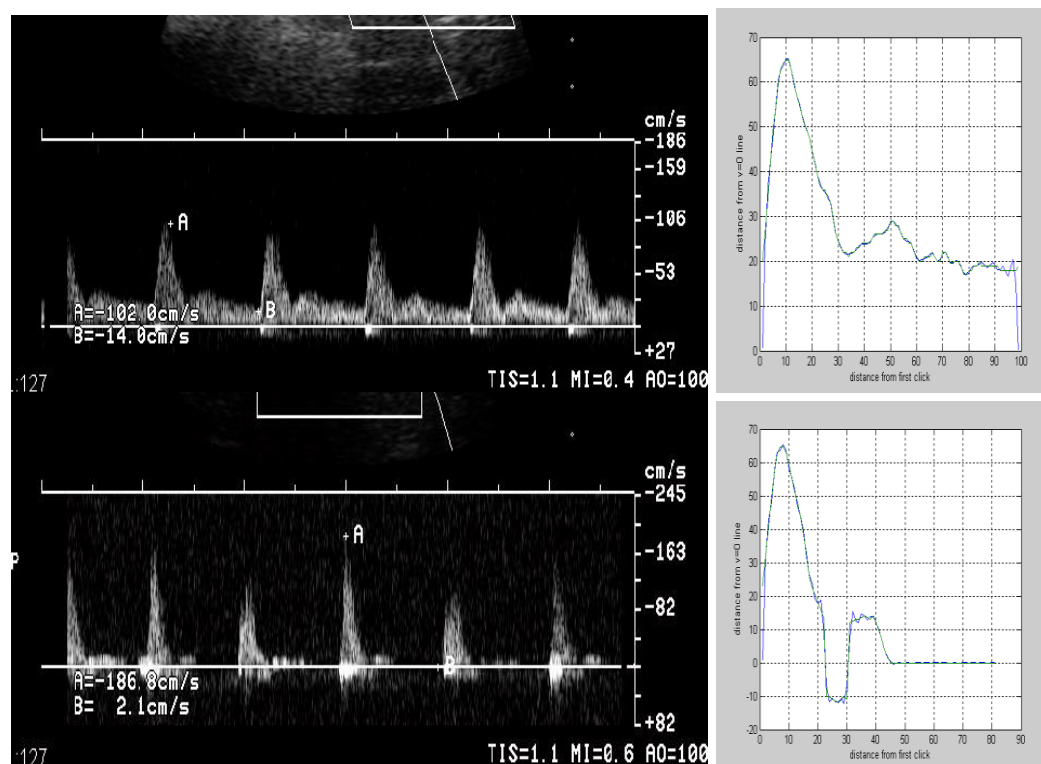 cm/s
-186
-159
-106
-53
+27
+A
+B
A=-102.0cm/s
B=-14.0cm/s
:127
TIS=1.1 MI=0.4 AO=100
70
60
50
40
30
20
10
0
distance from v=0 line
0 10 20 30 40 50 60 70 80 90 100
distance from first click
cm/s
-245
-163
-82
+82
P
+A
B
A=-186.8cm/s
B= 2.1cm/s
:127
TIS=1.1 MI=0.6 AO=100
70
60
50
40
30
20
10
0
-10
-20
distance from v=0 line
0 10 20 30 40 50 60 70 80 90
distance from first click